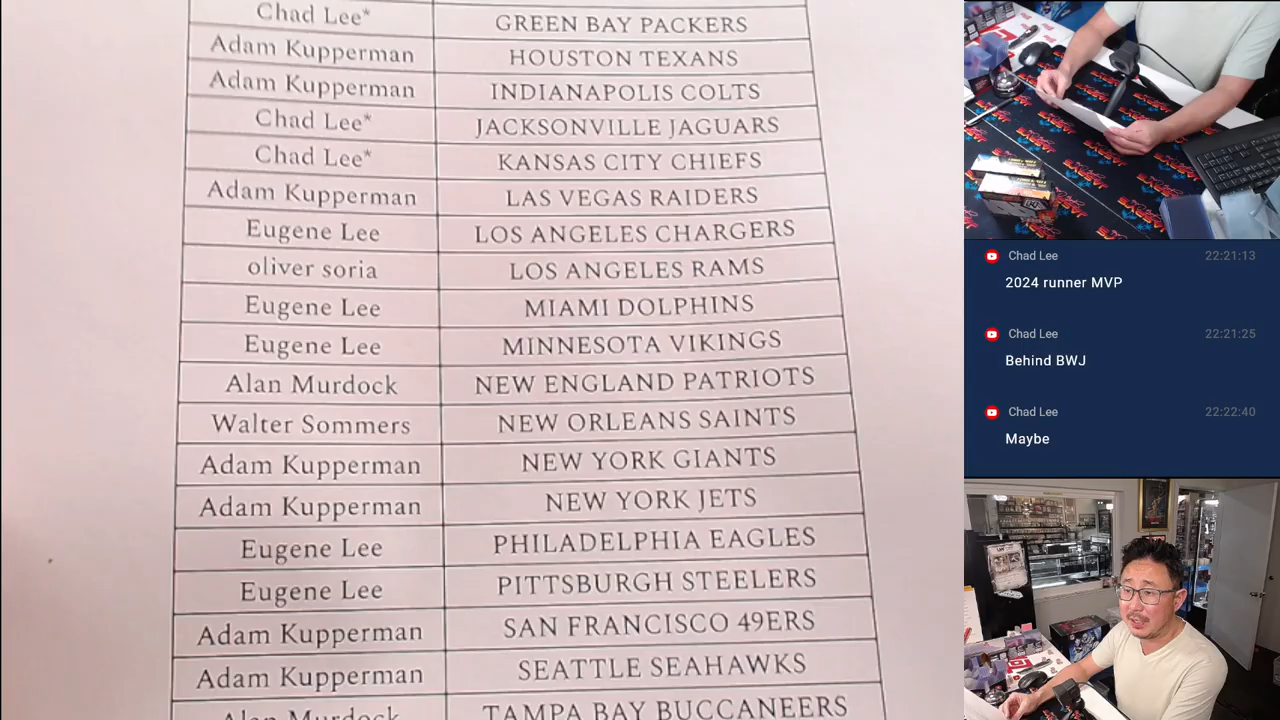 Chad Lee* GREEN BAY PACKERS
Adam Kupperman HOUSTON TEXANS
Adam Kupperman INDIANAPOLIS COLTS
Chad Lee* JACKSONVILLE JAGUARS
Chad Lee* KANSAS CITY CHIEFS
Adam Kupperman LAS VEGAS RAIDERS
Eugene Lee LOS ANGELES CHARGERS
oliver soria LOS ANGELES RAMS
Eugene Lee MIAMI DOLPHINS
Eugene Lee MINNESOTA VIKINGS
Alan Murdock NEW ENGLAND PATRIOTS
Walter Sommers NEW ORLEANS SAINTS
Adam Kupperman NEW YORK GIANTS
Adam Kupperman NEW YORK JETS
Eugene Lee PHILADELPHIA EAGLES
Eugene Lee PITTSBURGH STEELERS
Adam Kupperman SAN FRANCISCO 49ERS
Adam Kupperman SEATTLE SEAHAWKS
Alan Murdock TAMPA BAY BUCCANEERS
Chad Lee 22:21:13
2024 runner MVP
Chad Lee 22:21:25
Behind BWJ
Chad Lee 22:22:40
Maybe